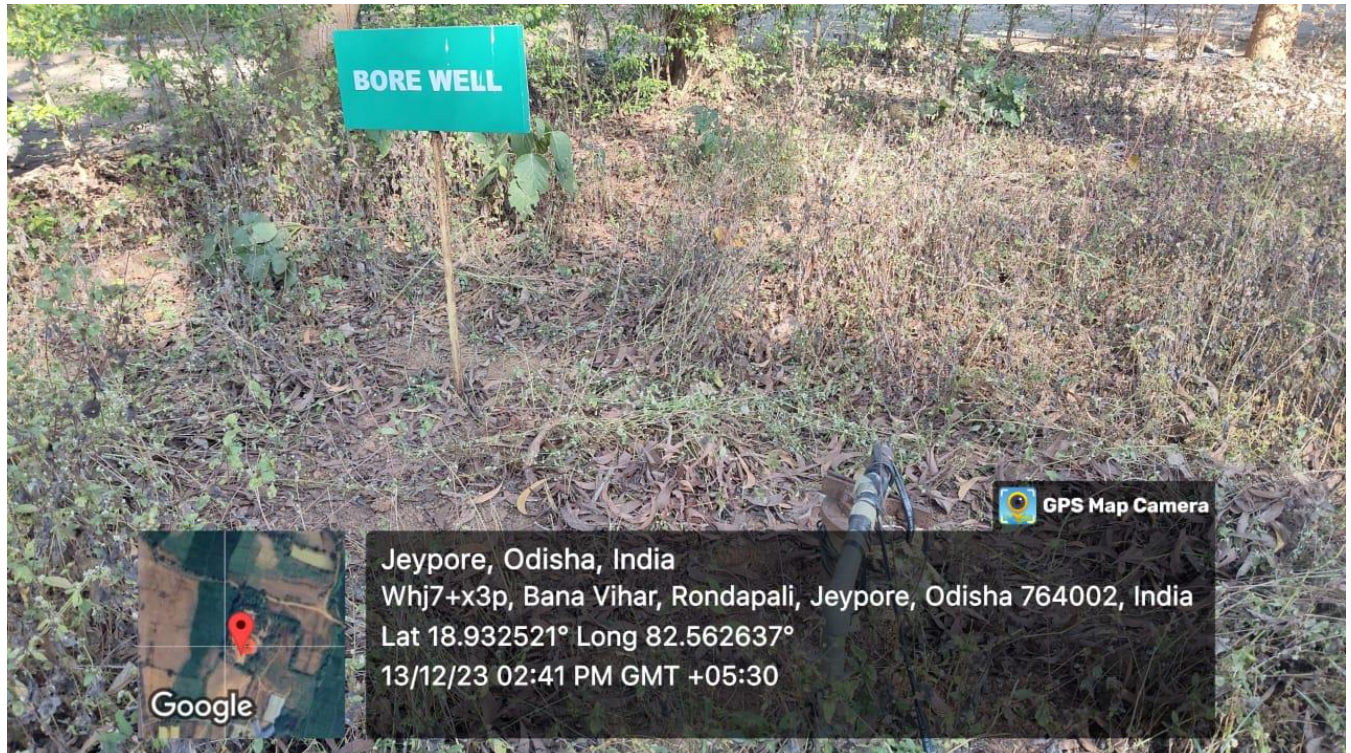 BORE WELL
GPS Map Camera
Jeypore, Odisha, India
Whj7+x3p, Bana Vihar, Rondapali, Jeypore, Odisha 764002, India
Lat 18.932521° Long 82.562637°
13/12/23 02:41 PM GMT +05:30
Google